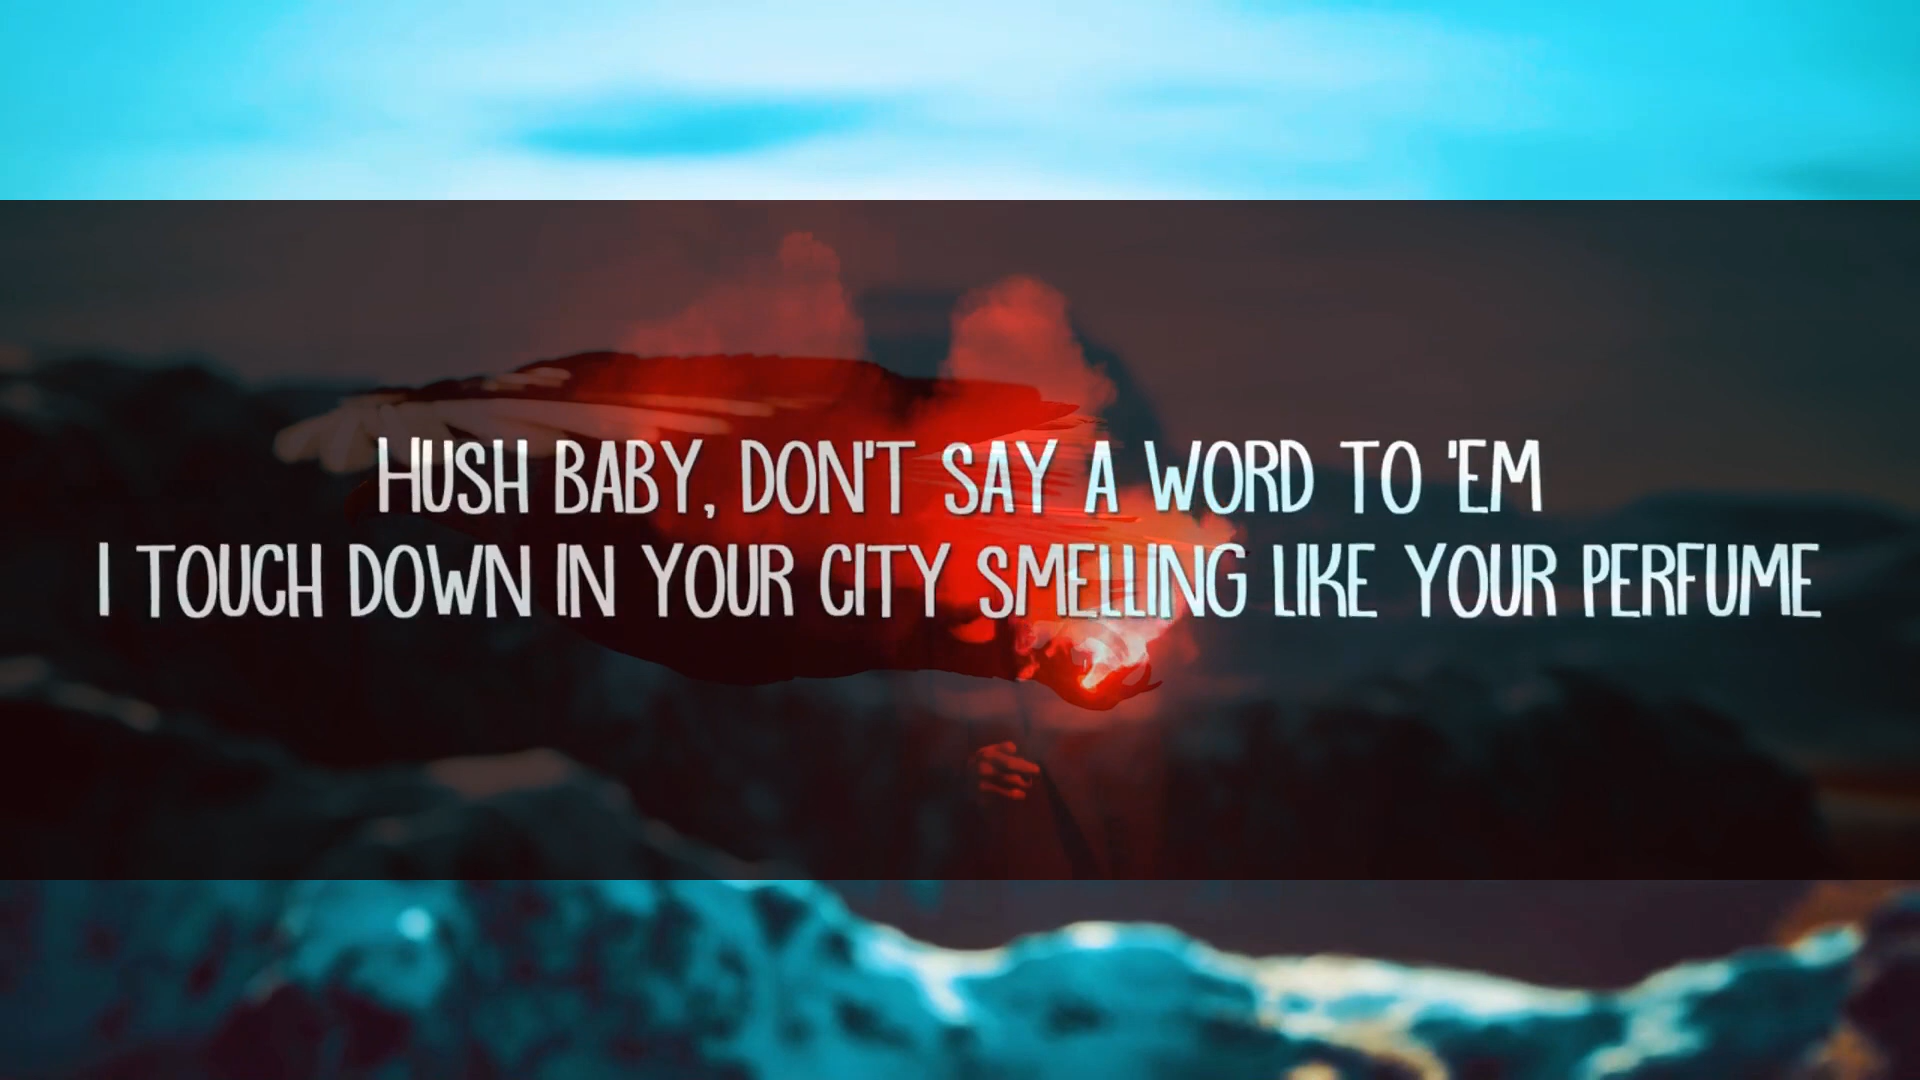 HUSH BABY, DON'T SAY A WORD TO 'EM
I TOUCH DOWN IN YOUR CITY SMELLING LIKE YOUR PERFUME